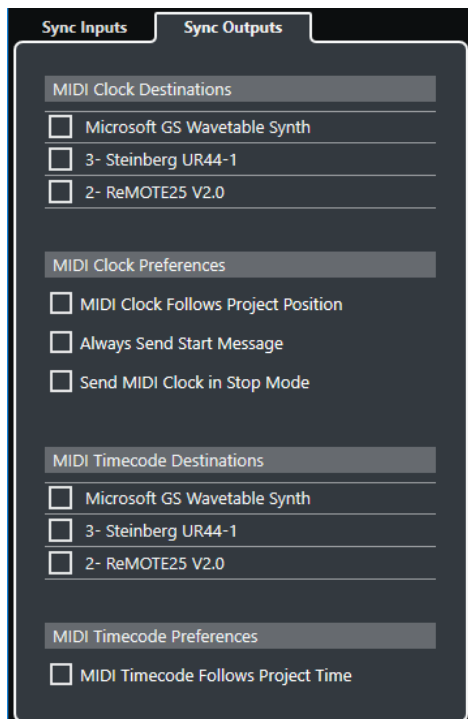 Sync Inputs Sync Outputs
MIDI Clock Destinations
Microsoft GS Wavetable Synth
3- Steinberg UR44-1
2- ReMOTE25 V2.0
MIDI Clock Preferences
MIDI Clock Follows Project Position
Always Send Start Message
Send MIDI Clock in Stop Mode
MIDI Timecode Destinations
Microsoft GS Wavetable Synth
3- Steinberg UR44-1
2- ReMOTE25 V2.0
MIDI Timecode Preferences
MIDI Timecode Follows Project Time